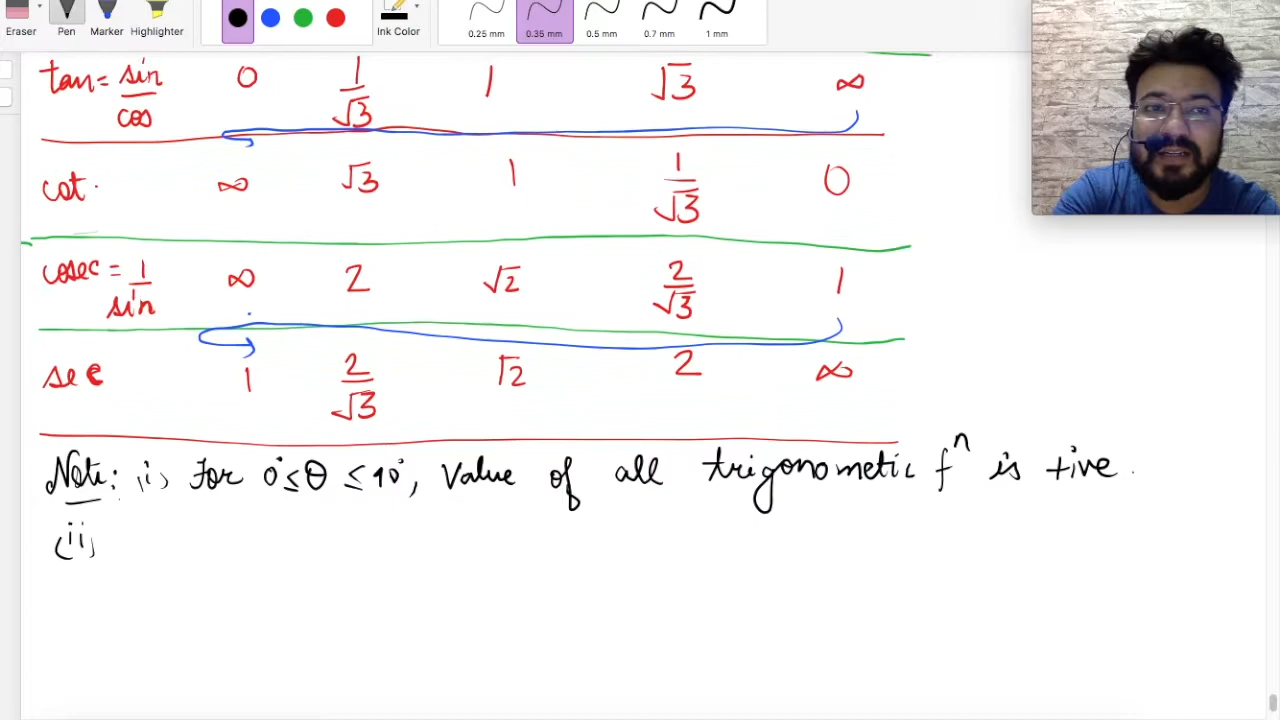 Eraser Pen Marker Highlighter Ink Color 0.25 mm 0.35 mm 0.5 mm 0.7 mm 1 mm
tan = sin/cos 0 1/√3 1 √3 ∞
cot ∞ √3 1 1/√3 0
cosec = 1/sin ∞ 2 √2 2/√3 1
sec 1 2/√3 √2 2 ∞
Note: (i) For 0° ≤ θ ≤ 90°, Value of all trigonometic fⁿ is +ive.
(ii)